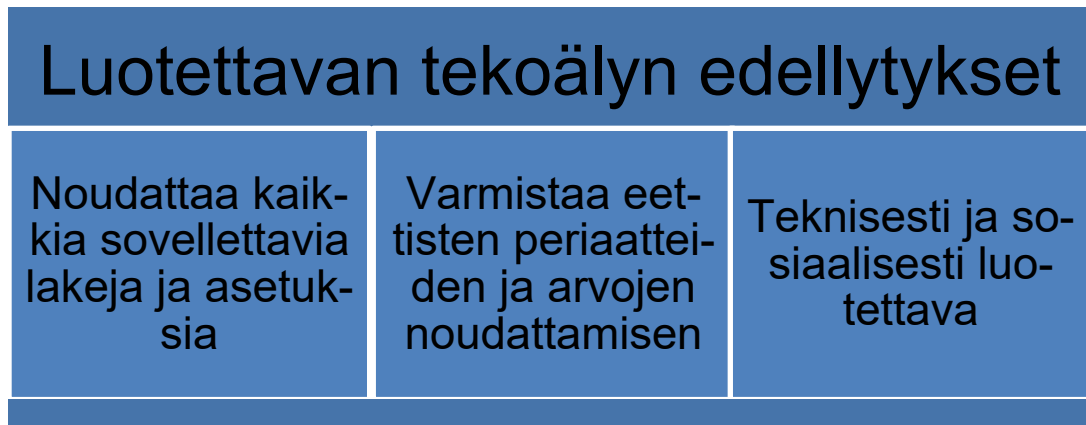 Luotettavan tekoälyn edellytykset
Noudattaa kaik-
kia sovellettavia
lakeja ja asetuk-
sia
Varmistaa eet-
tisten periaattei-
den ja arvojen
noudattamisen
Teknisesti ja so-
siaalisesti luo-
tettava